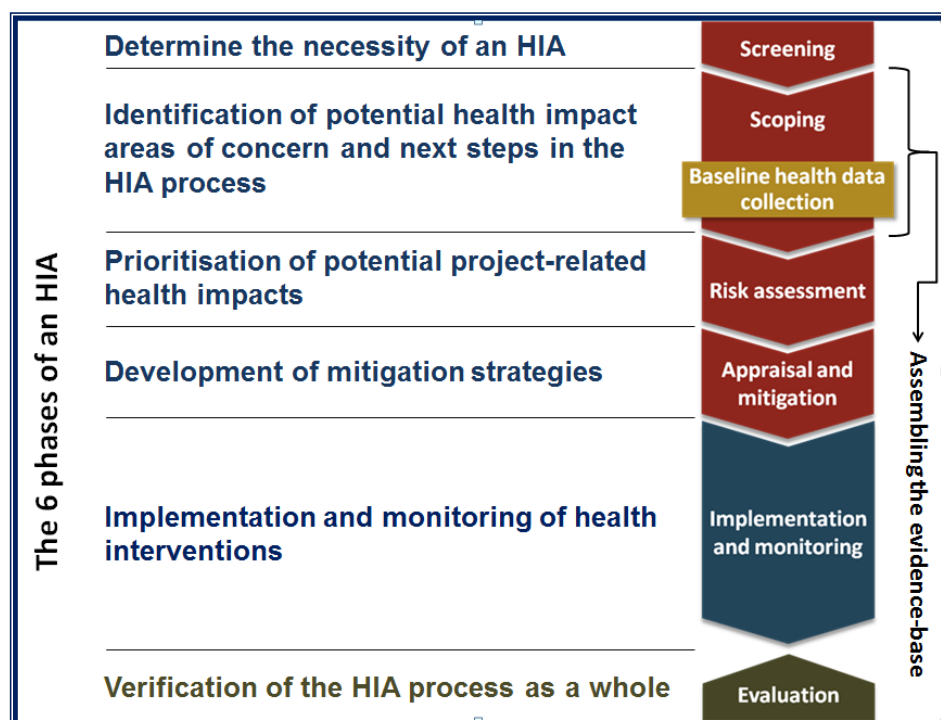 The 6 phases of an HIA
Determine the necessity of an HIA
Screening
Identification of potential health impact
areas of concern and next steps in the
HIA process
Scoping
Baseline health data
collection
Prioritisation of potential project-related
health impacts
Risk assessment
Development of mitigation strategies
Appraisal and
mitigation
Implementation and monitoring of health
interventions
Implementation
and monitoring
Verification of the HIA process as a whole
Evaluation
Assembling the evidence-base